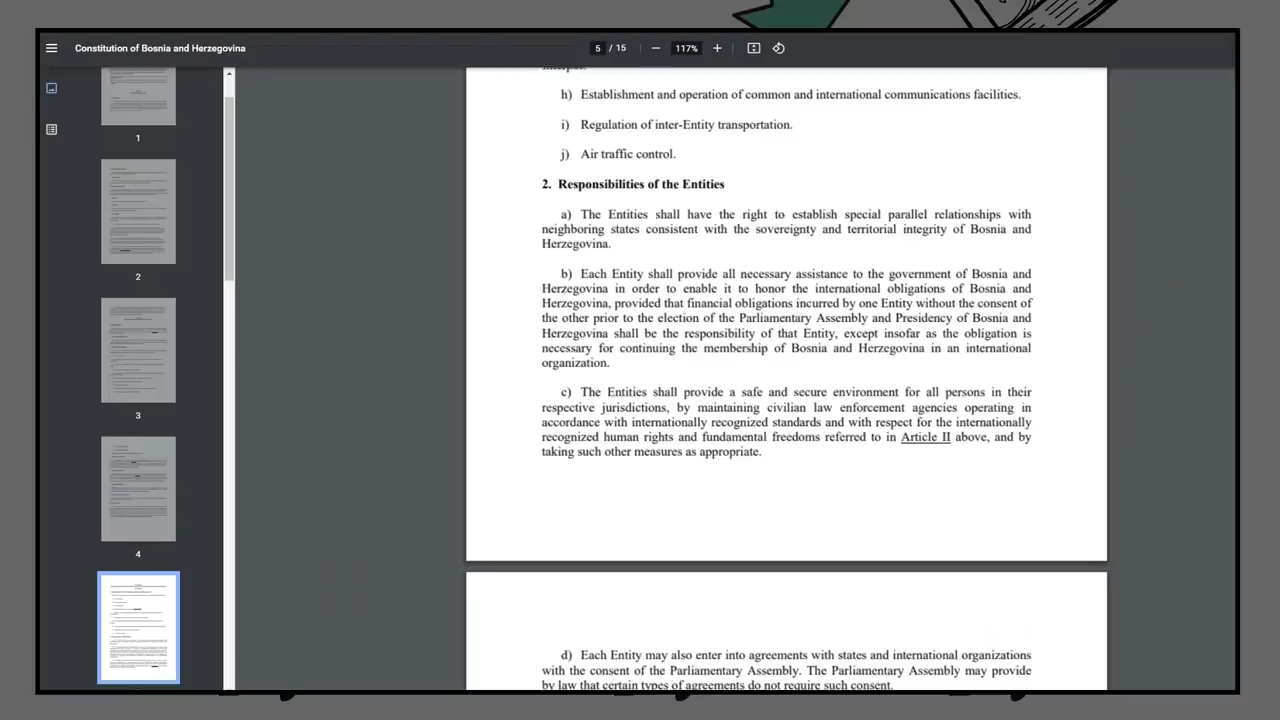 Constitution of Bosnia and Herzegovina
5 / 15
117%
h) Establishment and operation of common and international communications facilities.
i) Regulation of inter-Entity transportation.
j) Air traffic control.
2. Responsibilities of the Entities
a) The Entities shall have the right to establish special parallel relationships with
neighboring states consistent with the sovereignty and territorial integrity of Bosnia and
Herzegovina.
b) Each Entity shall provide all necessary assistance to the government of Bosnia and
Herzegovina in order to enable it to honor the international obligations of Bosnia and
Herzegovina, provided that financial obligations incurred by one Entity without the consent of
the other prior to the election of the Parliamentary Assembly and Presidency of Bosnia and
Herzegovina shall be the responsibility of that Entity, except insofar as the obligation is
necessary for continuing the membership of Bosnia and Herzegovina in an international
organization.
c) The Entities shall provide a safe and secure environment for all persons in their
respective jurisdictions, by maintaining civilian law enforcement agencies operating in
accordance with internationally recognized standards and with respect for the internationally
recognized human rights and fundamental freedoms referred to in Article II above, and by
taking such other measures as appropriate.
d) Each Entity may also enter into agreements with states and international organizations
with the consent of the Parliamentary Assembly. The Parliamentary Assembly may provide
by law that certain types of agreements do not require such consent.
1
2
3
4